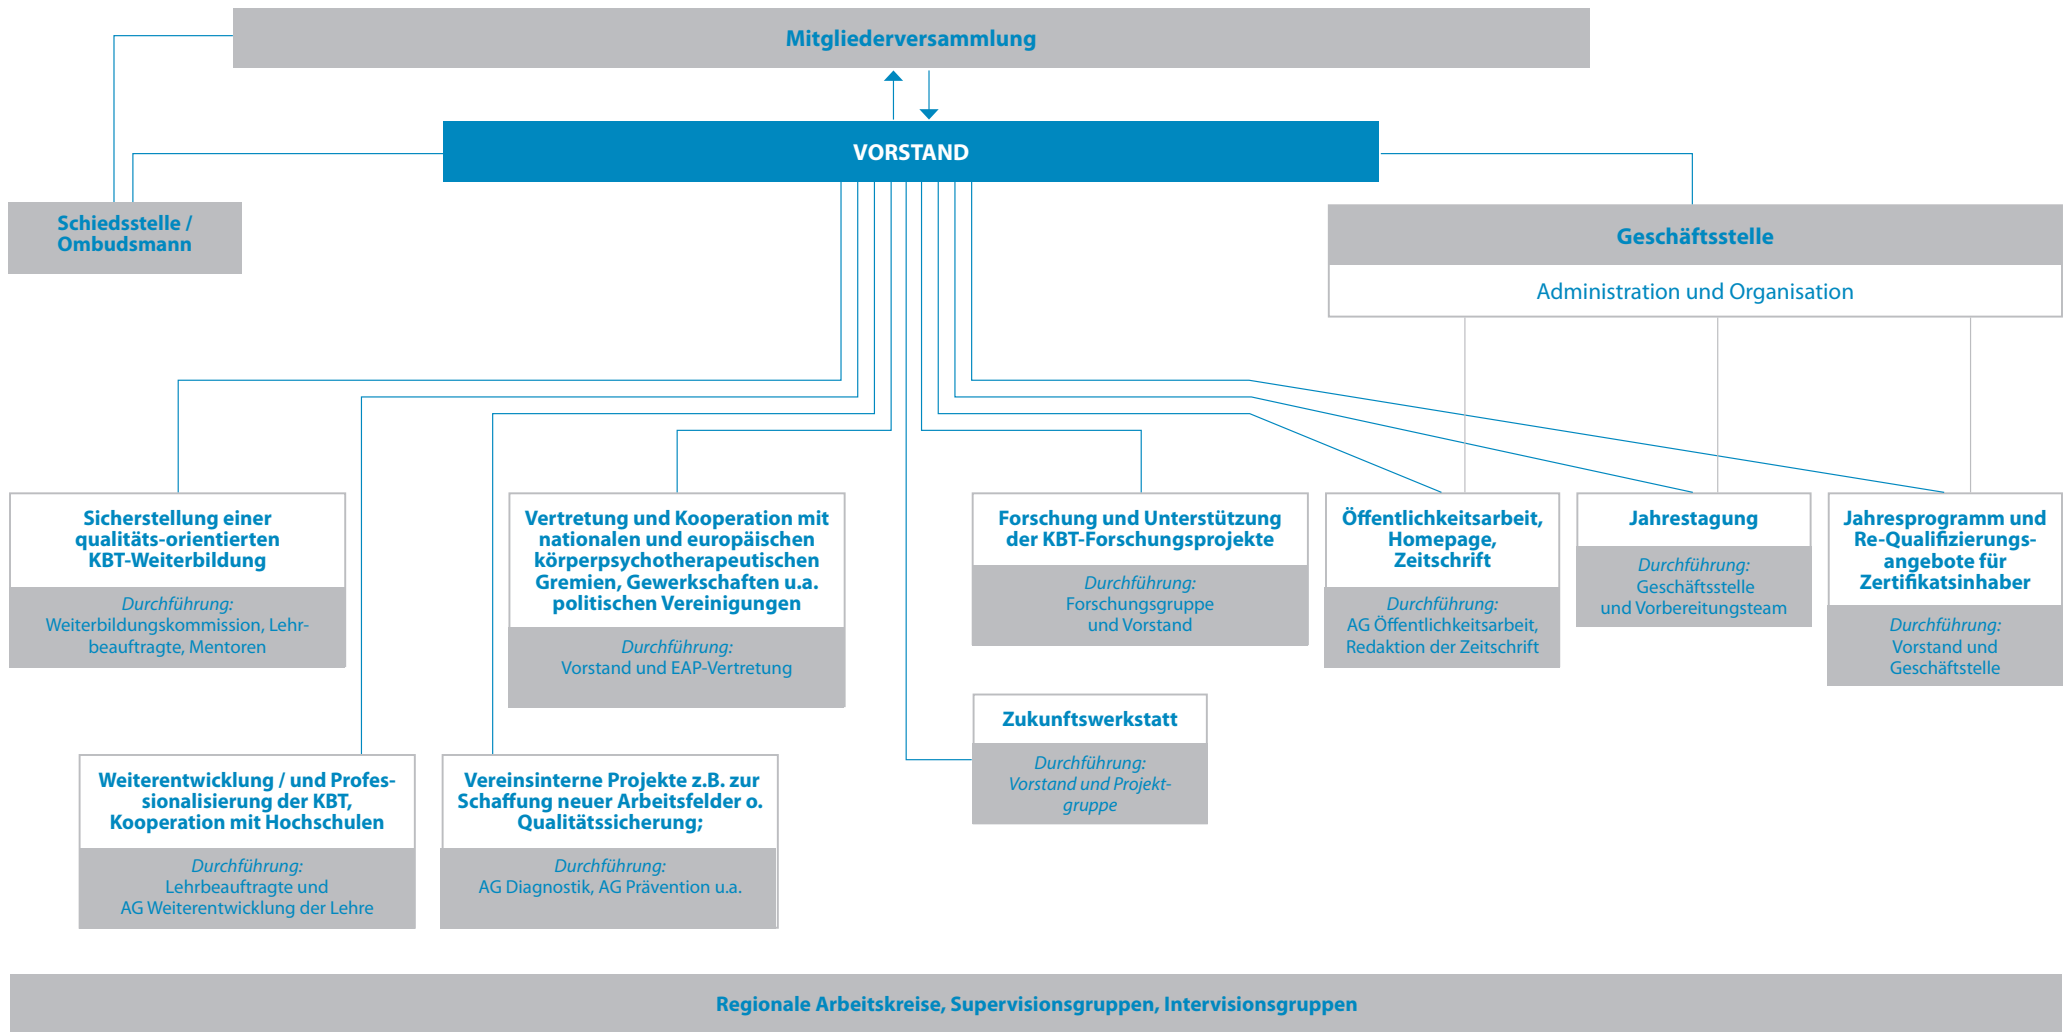 Mitgliederversammlung
VORSTAND
Schiedsstelle /
Ombudsmann
Geschäftsstelle
Administration und Organisation
Sicherstellung einer
qualitäts-orientierten
KBT-Weiterbildung
Durchführung:
Weiterbildungskommission, Lehr-
beauftragte, Mentoren
Vertretung und Kooperation mit
nationalen und europäischen
körperpsychotherapeutischen
Gremien, Gewerkschaften u.a.
politischen Vereinigungen
Durchführung:
Vorstand und EAP-Vertretung
Forschung und Unterstützung
der KBT-Forschungsprojekte
Durchführung:
Forschungsgruppe
und Vorstand
Öffentlichkeitsarbeit,
Homepage,
Zeitschrift
Durchführung:
AG Öffentlichkeitsarbeit,
Redaktion der Zeitschrift
Jahrestagung
Durchführung:
Geschäftsstelle
und Vorbereitungsteam
Jahresprogramm und
Re-Qualifizierungs-
angebote für
Zertifikatsinhaber
Durchführung:
Vorstand und
Geschäftstelle
Zukunftswerkstatt
Durchführung:
Vorstand und Projekt-
gruppe
Weiterentwicklung / und Profes-
sionalisierung der KBT,
Kooperation mit Hochschulen
Durchführung:
Lehrbeauftragte und
AG Weiterentwicklung der Lehre
Vereinsinterne Projekte z.B. zur
Schaffung neuer Arbeitsfelder o.
Qualitätssicherung;
Durchführung:
AG Diagnostik, AG Prävention u.a.
Regionale Arbeitskreise, Supervisionsgruppen, Intervisionsgruppen